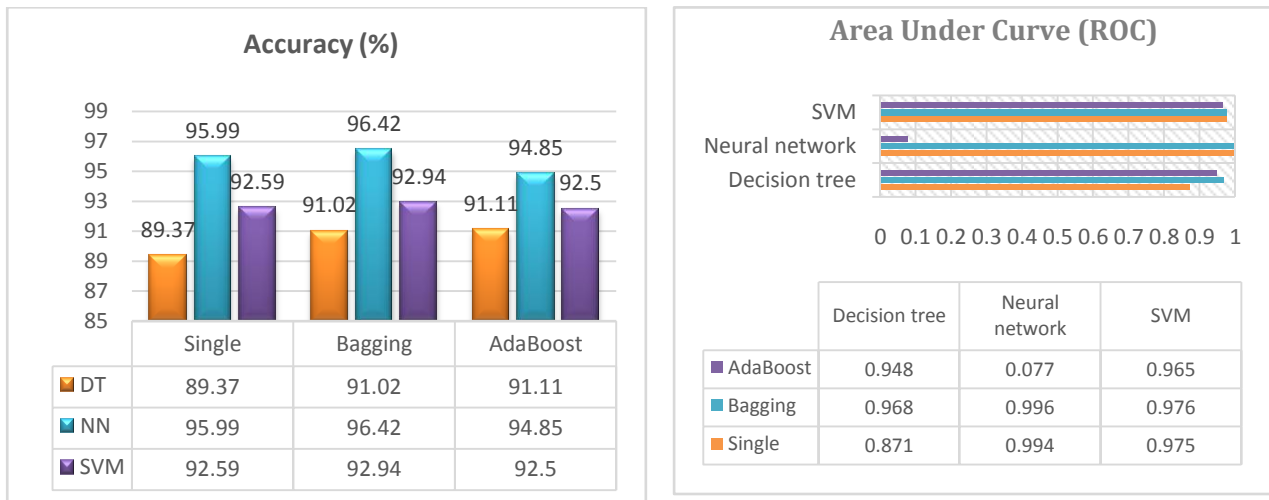 Accuracy (%)
99
97
95
93
91
89
87
85
89.37
95.99
92.59
91.02
96.42
92.94
91.11
94.85
92.5
Single Bagging AdaBoost
DT 89.37 91.02 91.11
NN 95.99 96.42 94.85
SVM 92.59 92.94 92.5
Area Under Curve (ROC)
SVM
Neural network
Decision tree
0 0.1 0.2 0.3 0.4 0.5 0.6 0.7 0.8 0.9 1
Decision tree Neural network SVM
AdaBoost 0.948 0.077 0.965
Bagging 0.968 0.996 0.976
Single 0.871 0.994 0.975